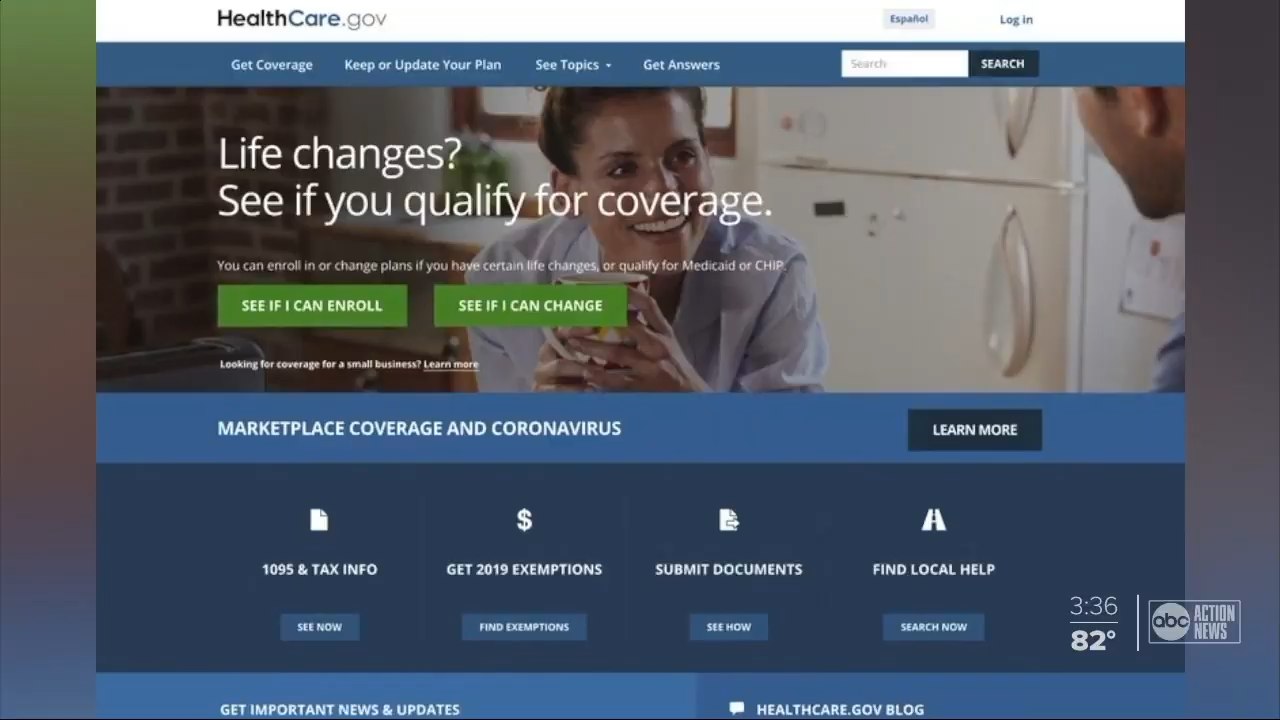 HealthCare.gov
Español
Log in
Get Coverage
Keep or Update Your Plan
See Topics
Get Answers
Search
SEARCH
Life changes?
See if you qualify for coverage.
You can enroll in or change plans if you have certain life changes, or qualify for Medicaid or CHIP.
SEE IF I CAN ENROLL
SEE IF I CAN CHANGE
Looking for coverage for a small business? Learn more
MARKETPLACE COVERAGE AND CORONAVIRUS
LEARN MORE
1095 & TAX INFO
GET 2019 EXEMPTIONS
SUBMIT DOCUMENTS
FIND LOCAL HELP
SEE NOW
FIND EXEMPTIONS
SEE HOW
SEARCH NOW
3:36
82°
abc
ACTION
NEWS
GET IMPORTANT NEWS & UPDATES
HEALTHCARE.GOV BLOG